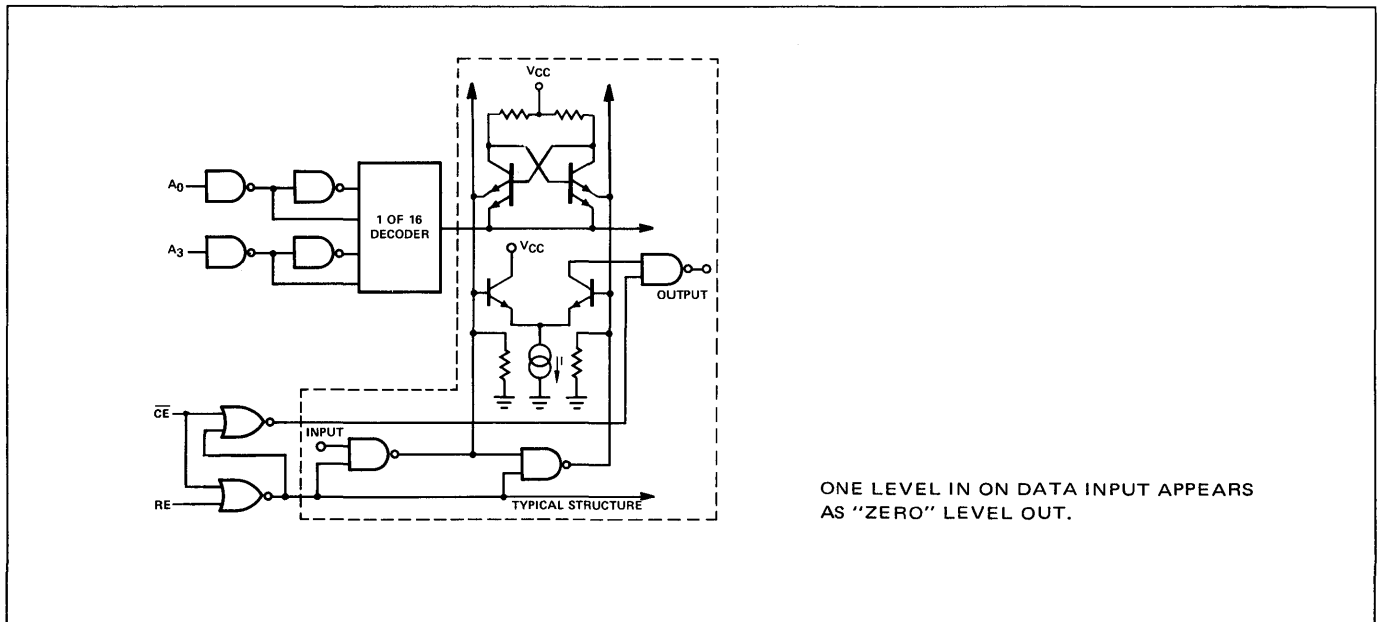 VCC
A0
1 OF 16
DECODER
A3
VCC
OUTPUT
I
CE
INPUT
RE
TYPICAL STRUCTURE
ONE LEVEL IN ON DATA INPUT APPEARS
AS "ZERO" LEVEL OUT.